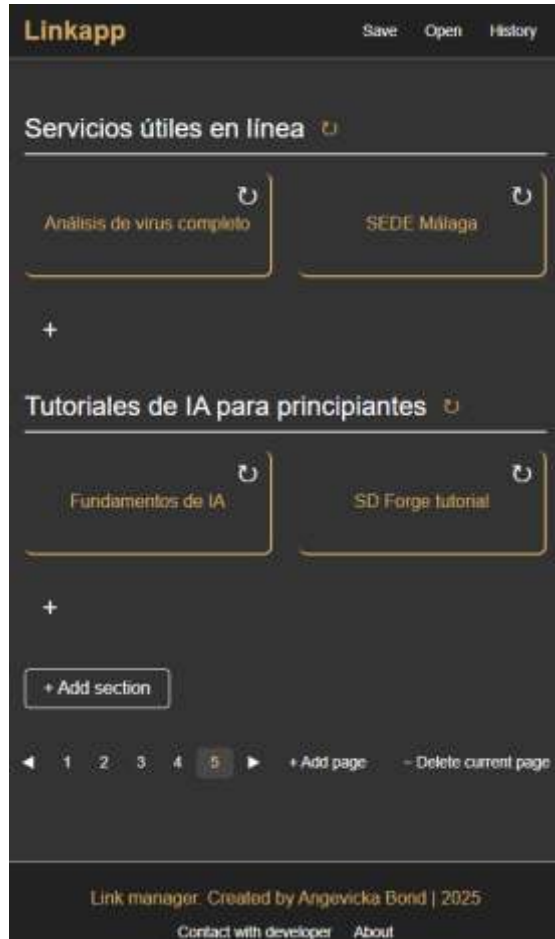 Linkapp Save Open History
Servicios útiles en línea ↻
↻ ↻
Análisis de virus completo SEDE Málaga
+
Tutoriales de IA para principiantes ↻
↻ ↻
Fundamentos de IA SD Forge tutorial
+
+ Add section
◄ 1 2 3 4 5 ► + Add page - Delete current page
Link manager. Created by Angevicka Bond | 2025
Contact with developer About